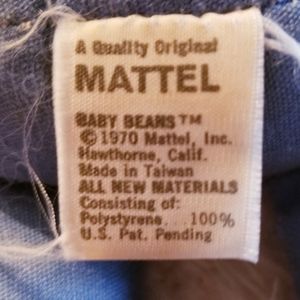 A Quality Original
MATTEL
BABY BEANS™
©1970 Mattel, Inc.
Hawthorne, Calif.
Made in Taiwan
ALL NEW MATERIALS
Consisting of:
Polystyrene...100%
U.S. Pat. Pending